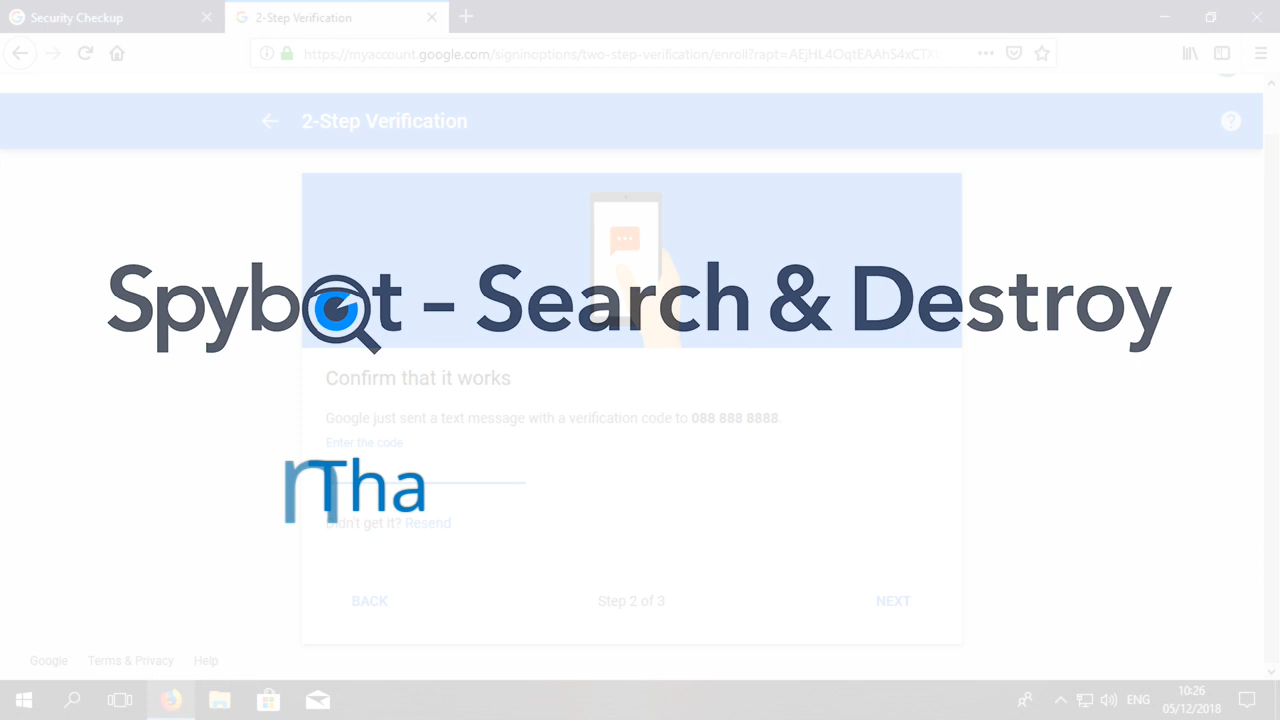 Security Checkup
2-Step Verification
https://myaccount.google.com/signinoptions/two-step-verification/enroll?rapt=AEjHL4OqtEAAhS4xCTX
2-Step Verification
Spybot – Search & Destroy
Confirm that it works
Google just sent a text message with a verification code to 088 888 8888.
Enter the code
n Tha
Didn't get it? Resend
BACK
Step 2 of 3
NEXT
Google
Terms & Privacy
Help
ENG
10:26
05/12/2018